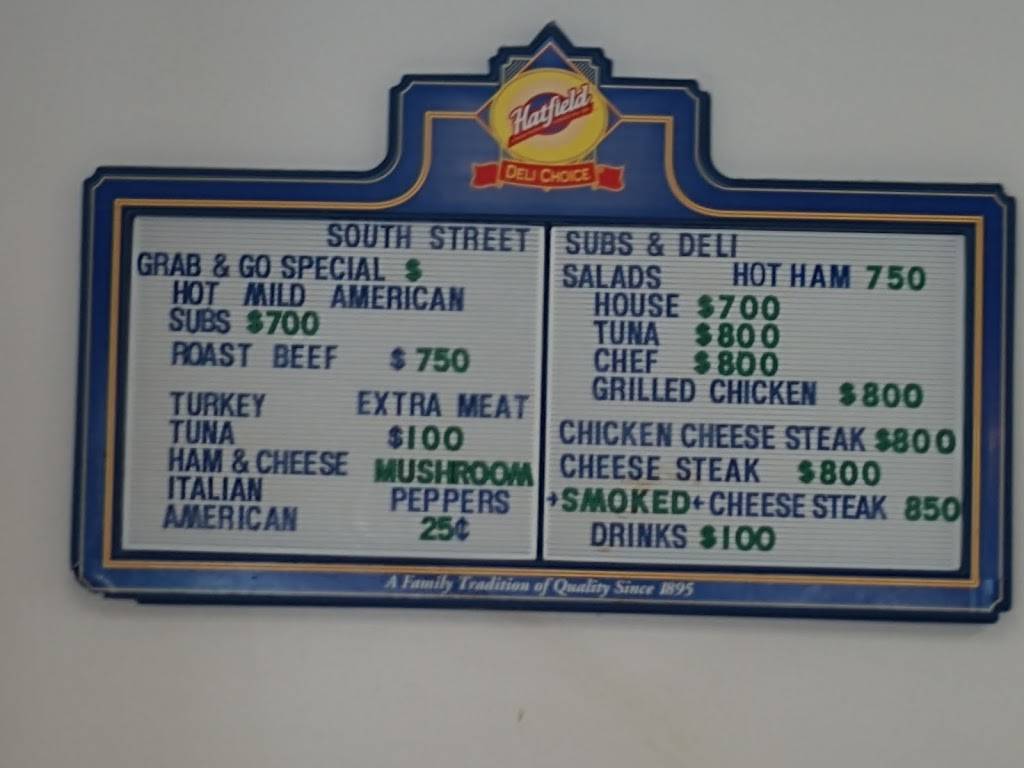 Hatfield
DELI CHOICE
SOUTH STREET SUBS & DELI
GRAB & GO SPECIAL $
HOT MILD AMERICAN
SUBS $700
ROAST BEEF $750
TURKEY EXTRA MEAT
TUNA $100
HAM & CHEESE MUSHROOM
ITALIAN PEPPERS
AMERICAN 25¢
SALADS HOT HAM 750
HOUSE $700
TUNA $800
CHEF $800
GRILLED CHICKEN $800
CHICKEN CHEESE STEAK $800
CHEESE STEAK $800
+SMOKED+CHEESE STEAK 850
DRINKS $100
A Family Tradition of Quality Since 1895